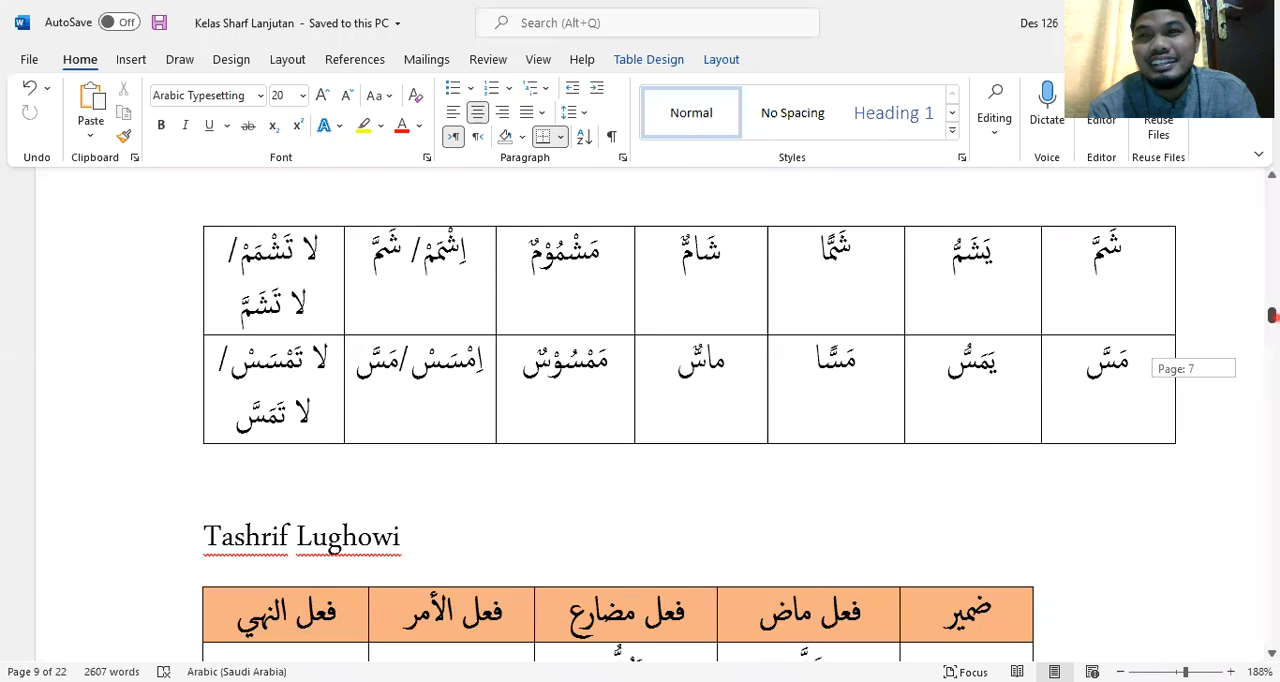 AutoSave Off Kelas Sharf Lanjutan - Saved to this PC Search (Alt+Q) Des 126
File Home Insert Draw Design Layout References Mailings Review View Help Table Design Layout
Arabic Typesetting 20 Aa
Paste
Normal No Spacing Heading 1
Editing Dictate Editor Reuse Files
Undo Clipboard Font Paragraph Styles Voice Editor Reuse Files
شَمَّ يَشَمُّ شَمًّا شَامٌّ مَشْمُوْمٌ اِشْمَمْ/ شَمَّ لا تَشْمَمْ/
لا تَشَمَّ
مَسَّ يَمَسُّ مَسًّا ماسٌّ مَمْسُوْسٌ اِمْسَسْ/مَسَّ لا تَمْسَسْ/
لا تَمَسَّ
Page: 7
Tashrif Lughowi
ضمير فعل ماض فعل مضارع فعل الأمر فعل النهي
Page 9 of 22 2607 words Arabic (Saudi Arabia) Focus 188%